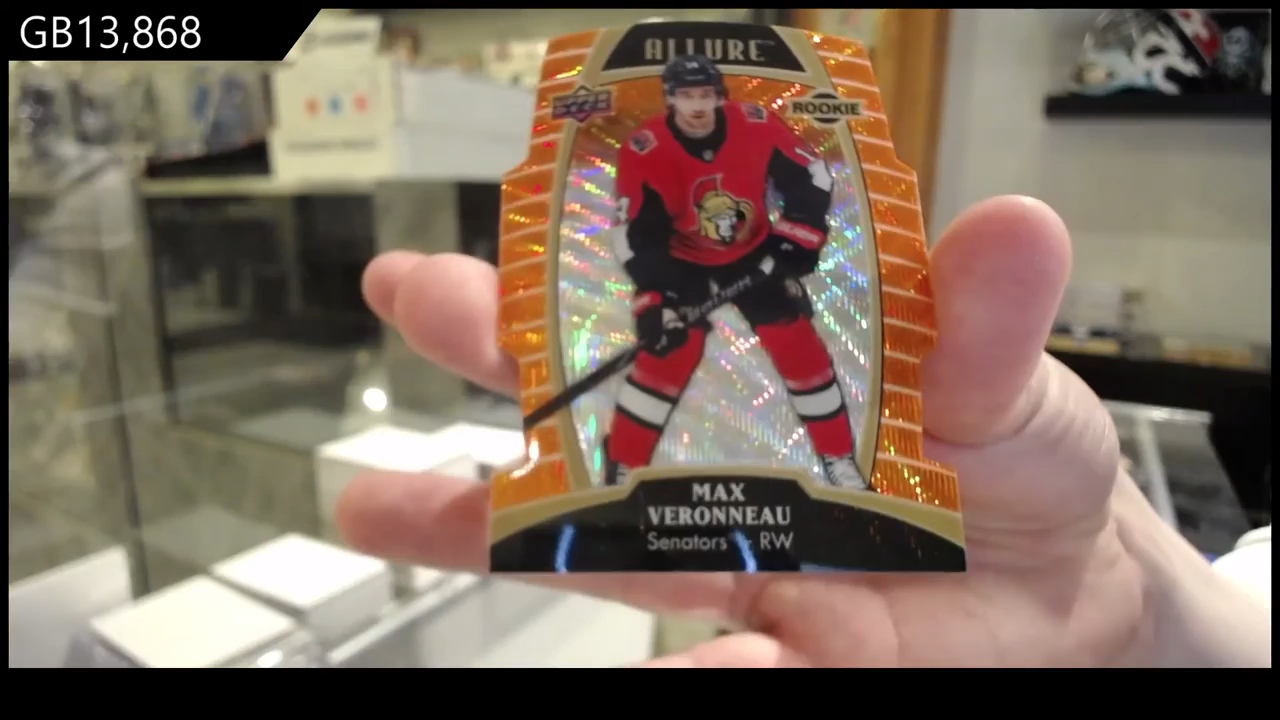 GB13,868
ALLURE
ROOKIE
MAX
VERONNEAU
Senators - RW